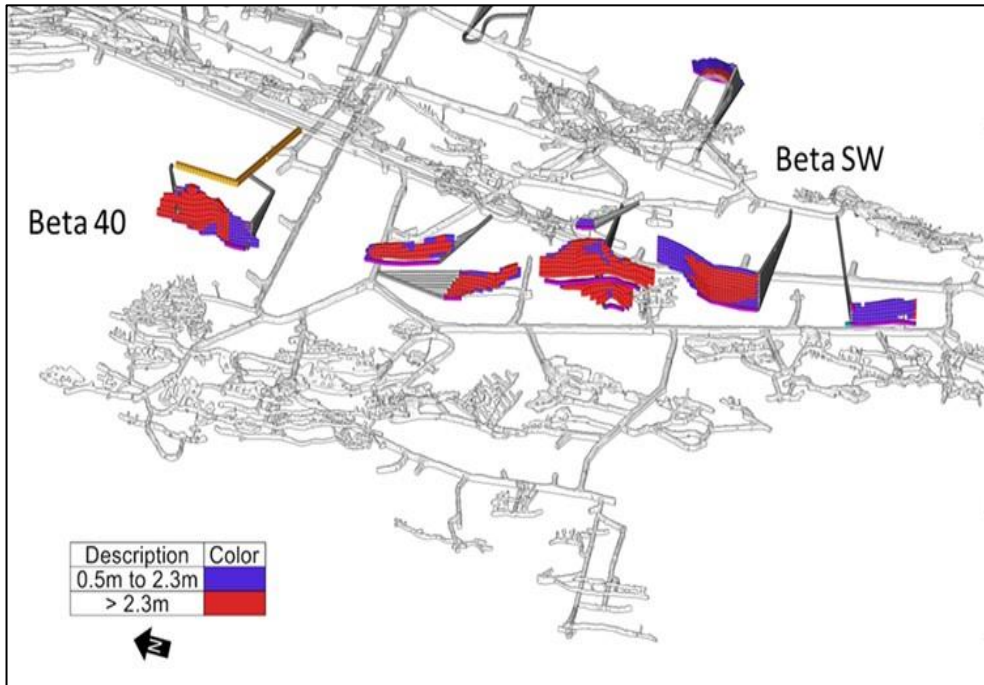 Beta SW
Beta 40
Description Color
0.5m to 2.3m
> 2.3m
N